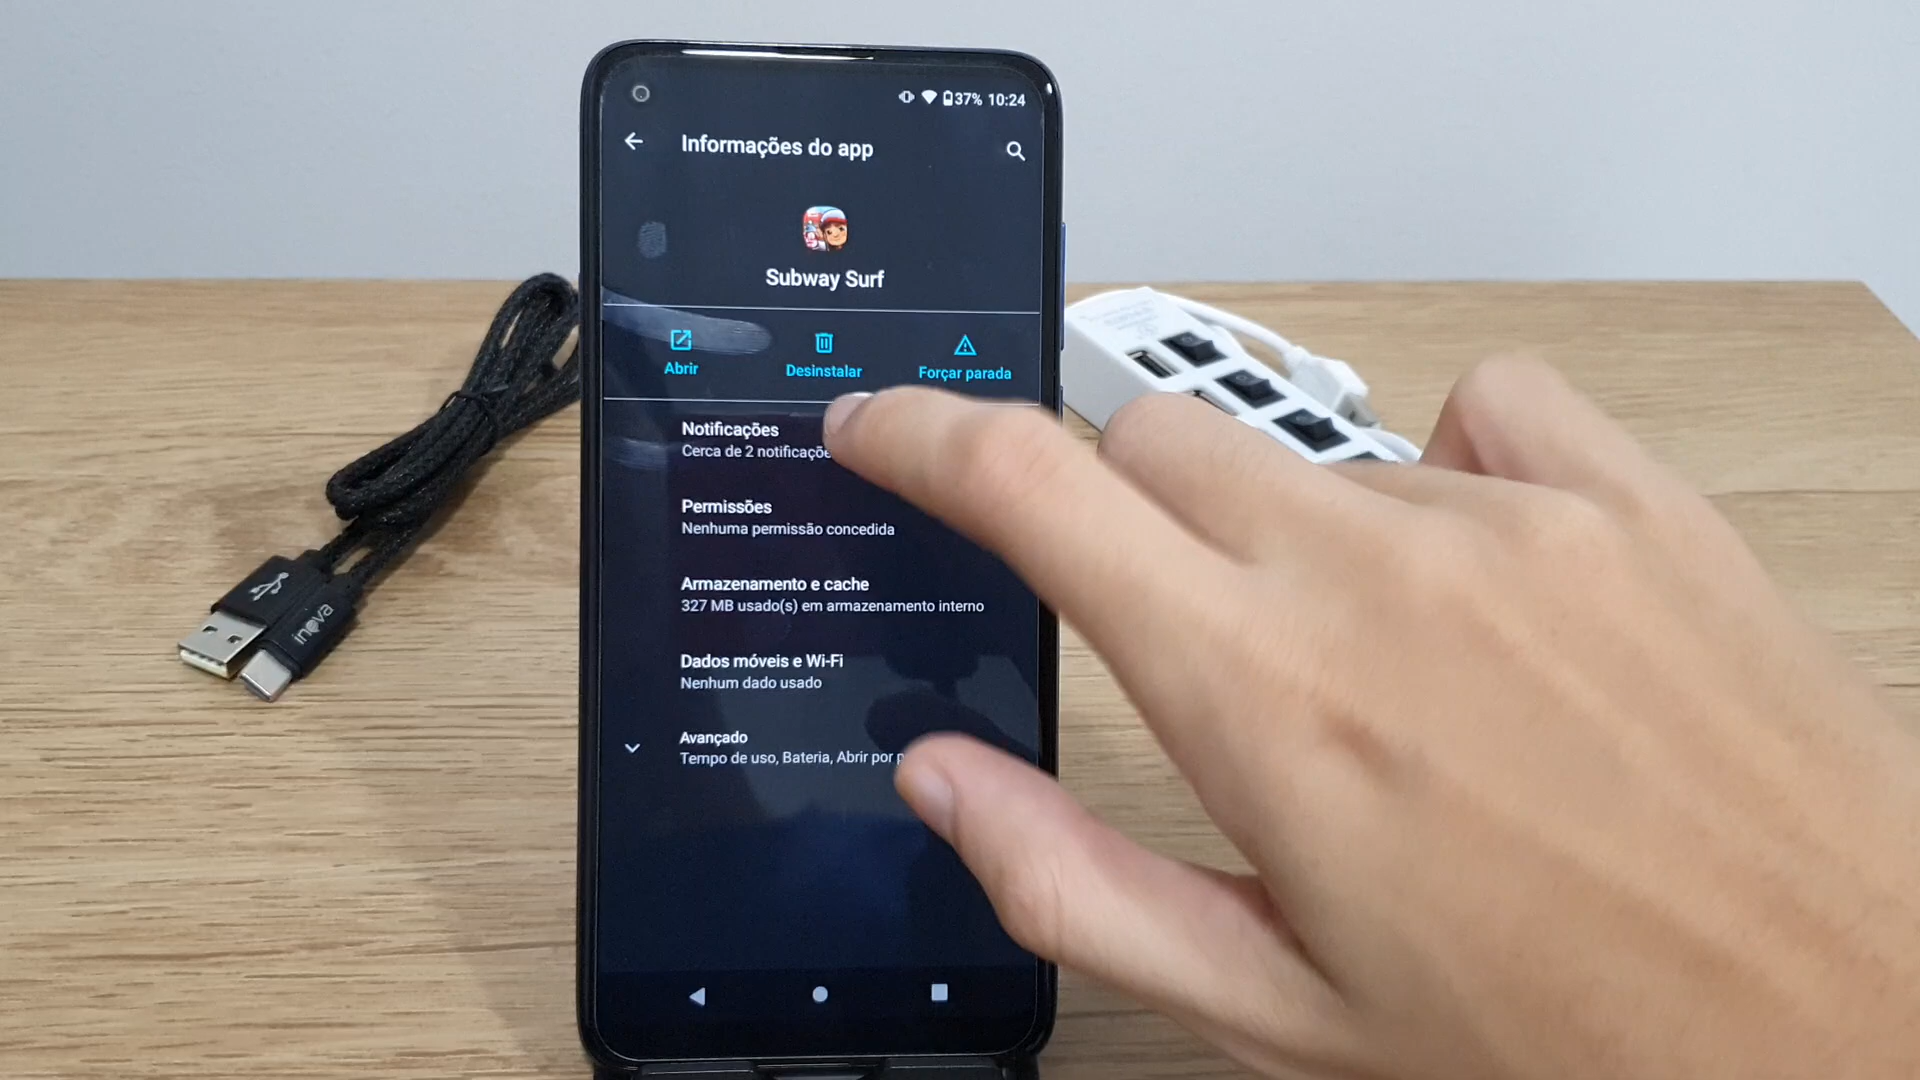 37% 10:24
Informações do app
Subway Surf
Abrir
Desinstalar
Forçar parada
Notificações
Cerca de 2 notificaçõe
Permissões
Nenhuma permissão concedida
Armazenamento e cache
327 MB usado(s) em armazenamento interno
Dados móveis e Wi-Fi
Nenhum dado usado
Avançado
Tempo de uso, Bateria, Abrir por p
inova